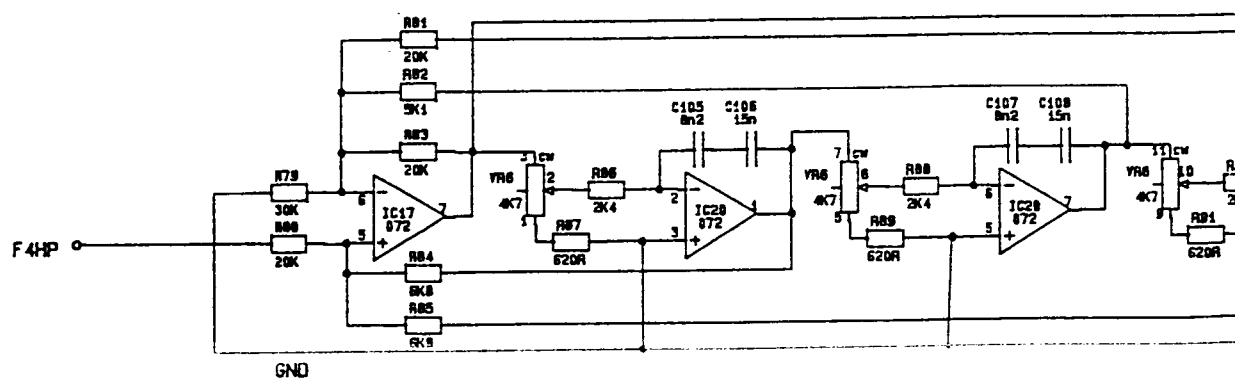 R81
20K
R82
5K1
R83
20K
R79
30K
R80
20K
F4HP
6
5
7
IC17
072
R84
6K8
R85
GND
3
CW
2
1
VR6
4K7
R86
2K4
R87
620R
C105
8n2
C106
15n
2
3
1
IC28
072
7
CW
6
5
VR6
4K7
R88
2K4
R89
620R
C107
8n2
C108
15n
6
5
7
IC28
072
11
CW
10
9
VR6
4K7
R91
620R